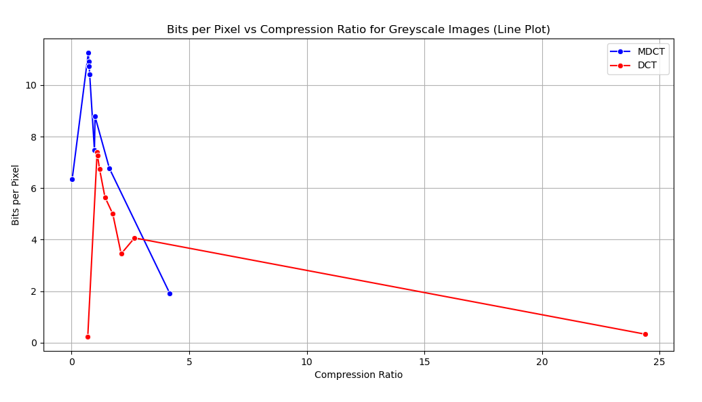 Bits per Pixel vs Compression Ratio for Greyscale Images (Line Plot)
MDCT
DCT
10
8
6
4
2
0
Bits per Pixel
0 5 10 15 20 25
Compression Ratio